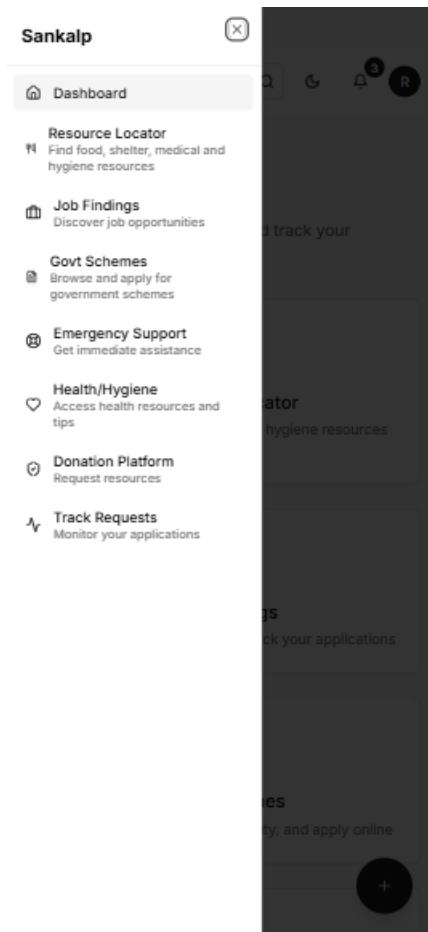 Sankalp
Dashboard
Resource Locator
Find food, shelter, medical and
hygiene resources
Job Findings
Discover job opportunities
Govt Schemes
Browse and apply for
government schemes
Emergency Support
Get immediate assistance
Health/Hygiene
Access health resources and
tips
Donation Platform
Request resources
Track Requests
Monitor your applications
3
R
d track your
ator
hygiene resources
gs
ck your applications
es
ty, and apply online
+